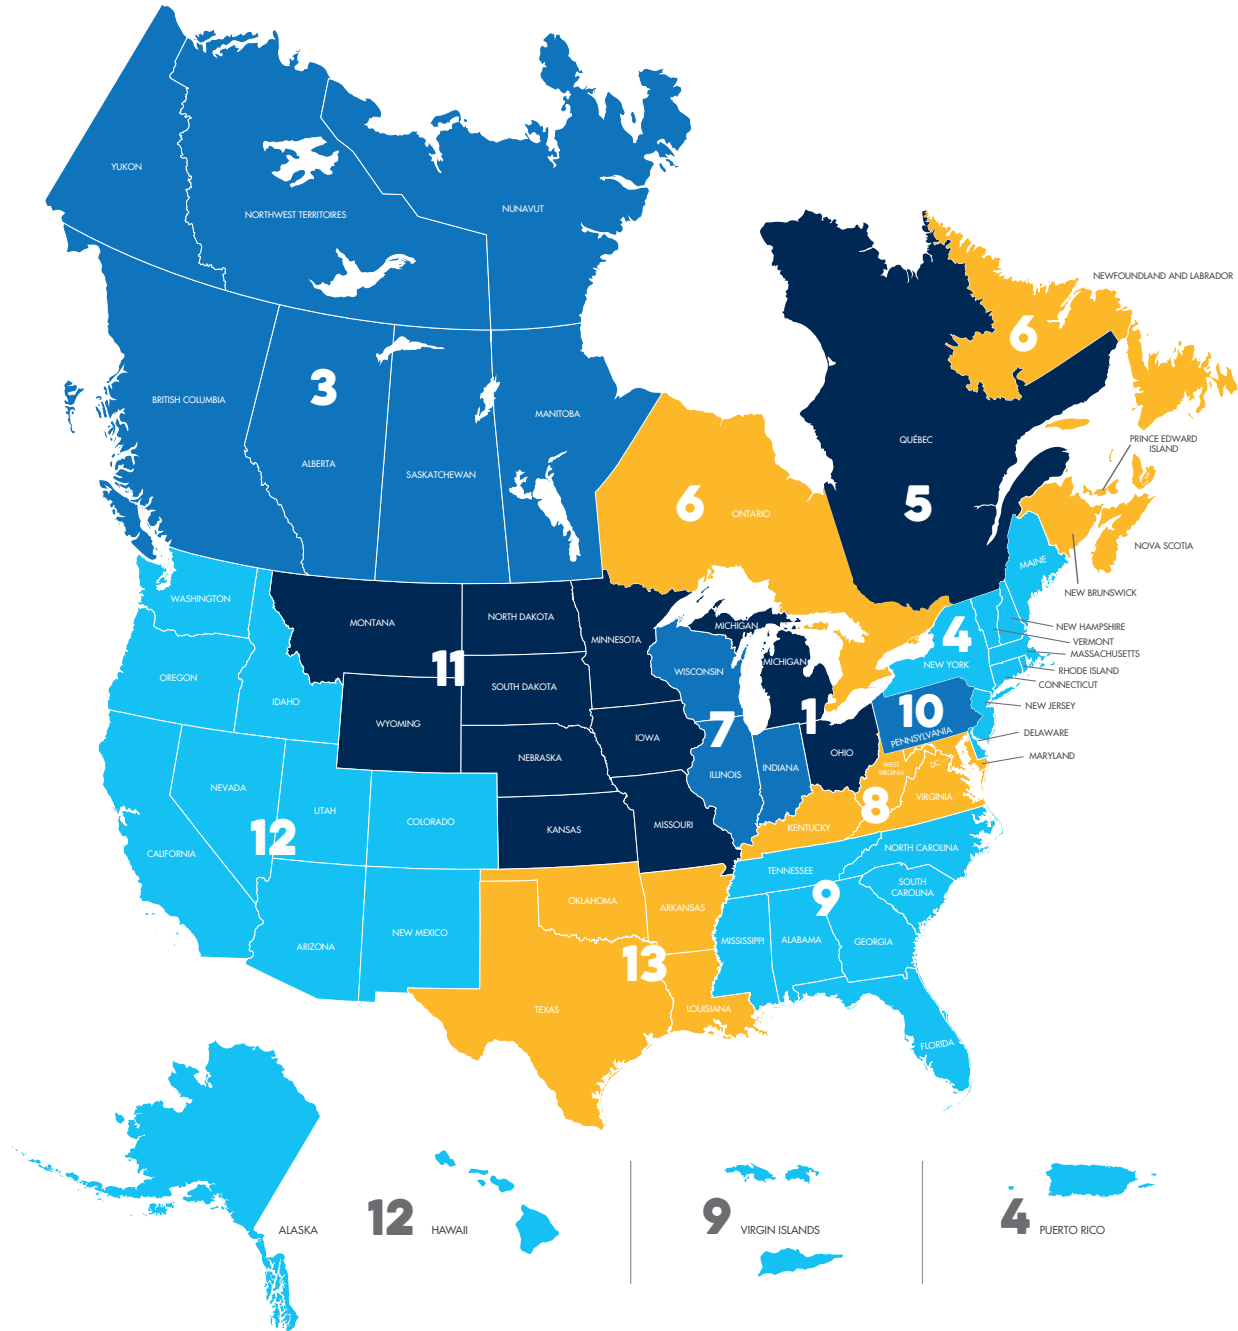 YUKON
NORTHWEST TERRITOIRES
NUNAVUT
NEWFOUNDLAND AND LABRADOR
6
BRITISH COLUMBIA
3
MANITOBA
ALBERTA
SASKATCHEWAN
QUÉBEC
PRINCE EDWARD
ISLAND
6
ONTARIO
5
NOVA SCOTIA
MAINE
NEW BRUNSWICK
WASHINGTON
MONTANA
NORTH DAKOTA
MINNESOTA
MICHIGAN
MICHIGAN
4
NEW YORK
NEW HAMPSHIRE
VERMONT
MASSACHUSETTS
RHODE ISLAND
CONNECTICUT
NEW JERSEY
DELAWARE
MARYLAND
OREGON
IDAHO
11
SOUTH DAKOTA
WISCONSIN
WYOMING
7
1
10
PENNSYLVANIA
NEBRASKA
IOWA
ILLINOIS
INDIANA
OHIO
WEST
VIRGINIA
DC
NEVADA
UTAH
COLORADO
KANSAS
MISSOURI
KENTUCKY
8
VIRGINIA
CALIFORNIA
12
TENNESSEE
NORTH CAROLINA
SOUTH
CAROLINA
ARIZONA
NEW MEXICO
OKLAHOMA
ARKANSAS
9
MISSISSIPPI
ALABAMA
GEORGIA
13
TEXAS
LOUISIANA
FLORIDA
ALASKA
12
HAWAII
9
VIRGIN ISLANDS
4
PUERTO RICO